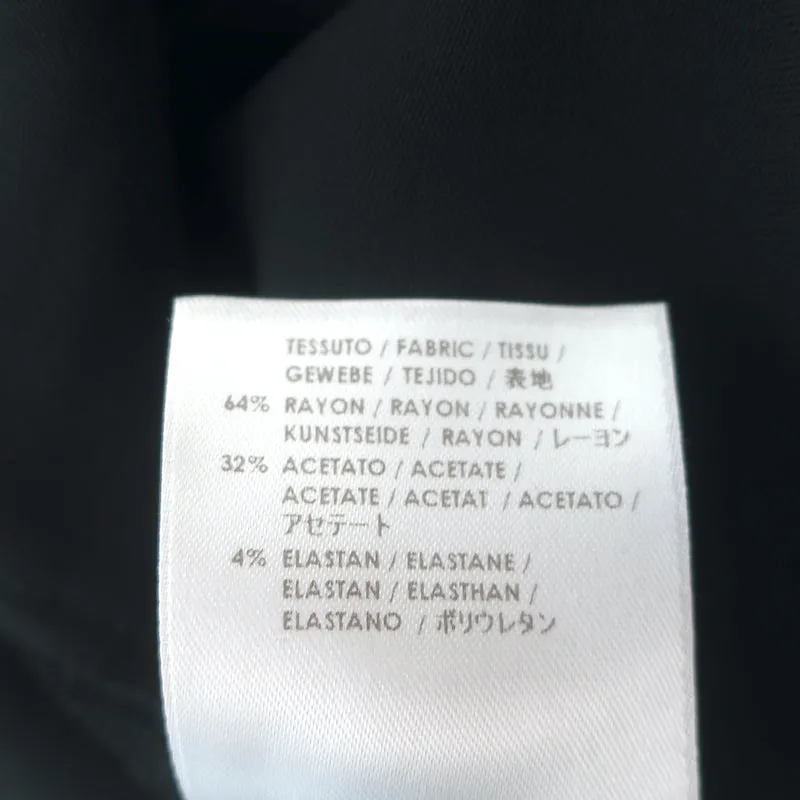 TESSUTO / FABRIC / TISSU /
GEWEBE / TEJIDO / 表地
64% RAYON / RAYON / RAYONNE /
KUNSTSEIDE / RAYON / レーヨン
32% ACETATO / ACETATE /
ACETATE / ACETAT / ACETATO /
アセテート
4% ELASTAN / ELASTANE /
ELASTAN / ELASTHAN /
ELASTANO / ポリウレタン